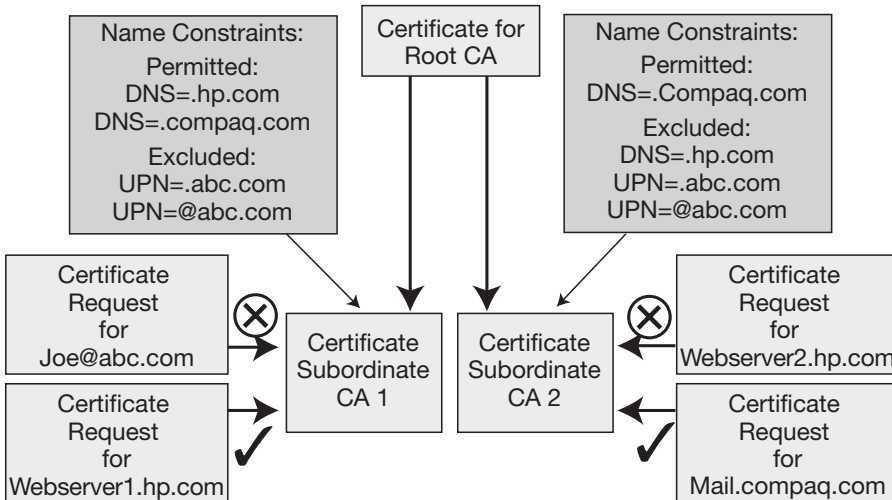 Name Constraints:
Permitted:
DNS=.hp.com
DNS=.compaq.com
Excluded:
UPN=.abc.com
UPN=@abc.com
Certificate for
Root CA
Name Constraints:
Permitted:
DNS=.Compaq.com
Excluded:
DNS=.hp.com
UPN=.abc.com
UPN=@abc.com
Certificate
Request
for
Joe@abc.com
Certificate
Subordinate
CA 1
Certificate
Subordinate
CA 2
Certificate
Request
for
Webserver2.hp.com
Certificate
Request
for
Webserver1.hp.com
Certificate
Request
for
Mail.compaq.com